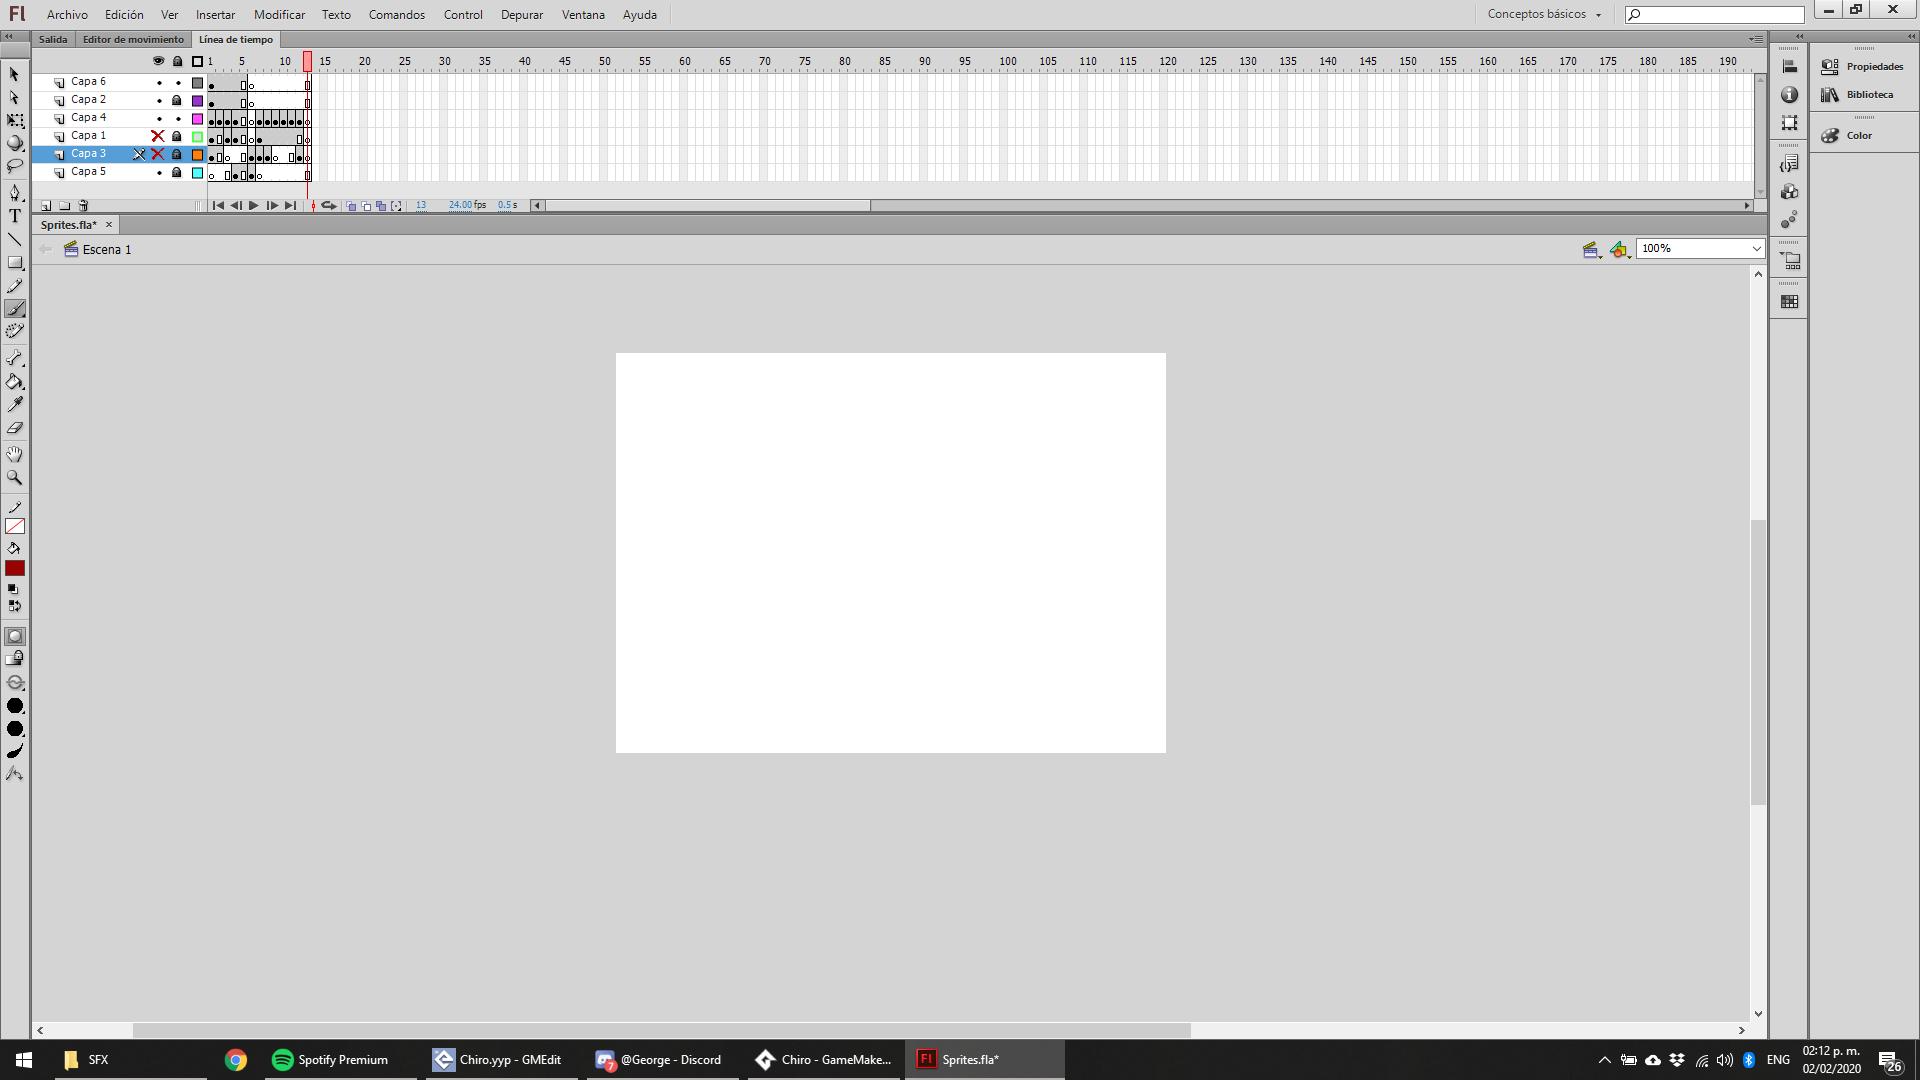 Fl Archivo Edición Ver Insertar Modificar Texto Comandos Control Depurar Ventana Ayuda Conceptos básicos
Salida Editor de movimiento Línea de tiempo
1 5 10 15 20 25 30 35 40 45 50 55 60 65 70 75 80 85 90 95 100 105 110 115 120 125 130 135 140 145 150 155 160 165 170 175 180 185 190
Capa 6
Capa 2
Capa 4
Capa 1
Capa 3
Capa 5
13 24.00 fps 0.5 s
Propiedades
Biblioteca
Color
Sprites.fla*
Escena 1
100%
T
SFX
Spotify Premium
Chiro.yyp - GMEdit
7
@George - Discord
Chiro - GameMake...
Fl Sprites.fla*
ENG
02:12 p. m.
02/02/2020
26